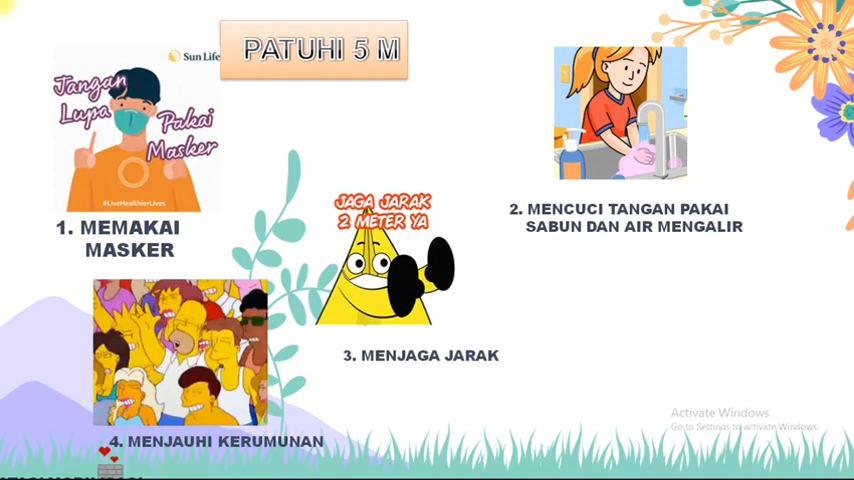 PATUHI 5 M
Sun Life
Jangan
Lupa
Pakai
Masker
#LiveHealthierLives
1. MEMAKAI
MASKER
2. MENCUCI TANGAN PAKAI
SABUN DAN AIR MENGALIR
JAGA JARAK
2 METER YA
3. MENJAGA JARAK
4. MENJAUHI KERUMUNAN
Activate Windows
Go to Settings to activate Windows.